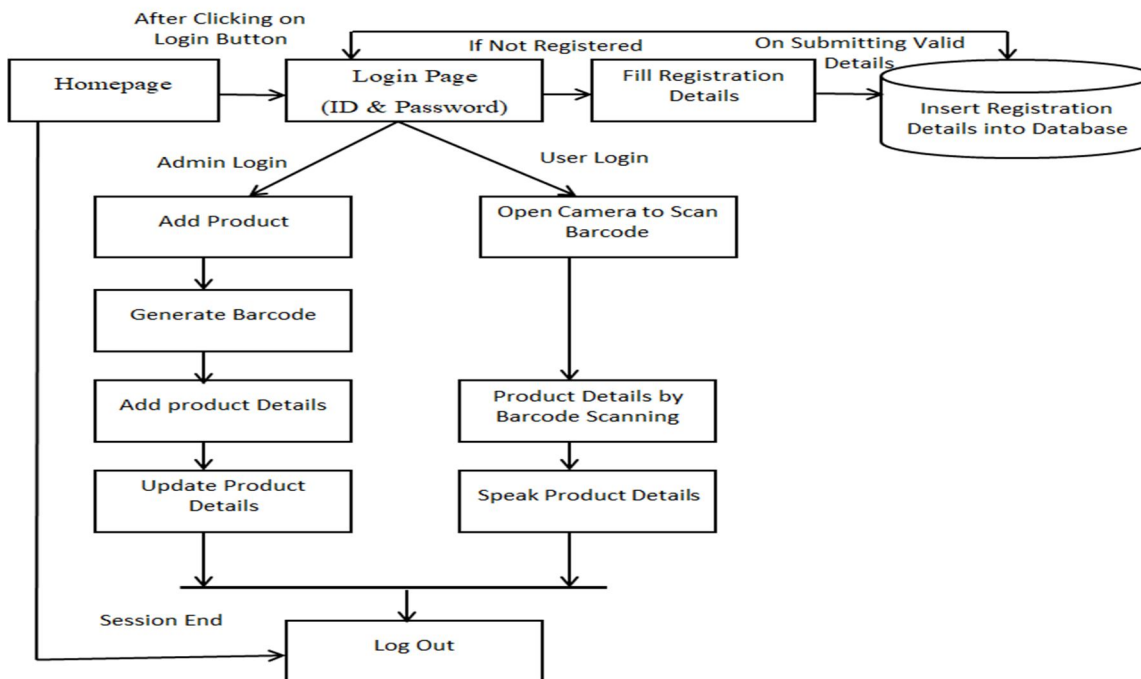 After Clicking on
Login Button
If Not Registered
On Submitting Valid
Details
Homepage
Login Page
(ID & Password)
Fill Registration
Details
Insert Registration
Details into Database
Admin Login
User Login
Add Product
Open Camera to Scan
Barcode
Generate Barcode
Add product Details
Product Details by
Barcode Scanning
Update Product
Details
Speak Product Details
Session End
Log Out